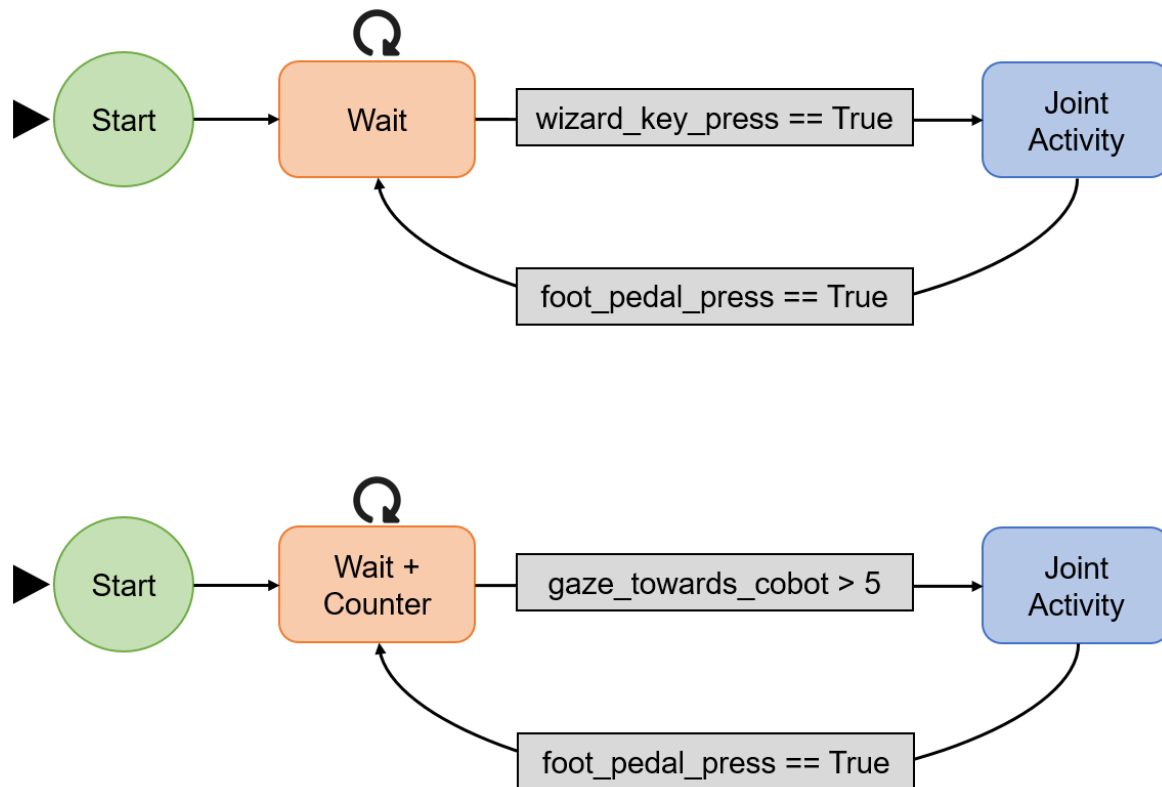 Start
Wait
wizard_key_press == True
Joint
Activity
foot_pedal_press == True
Start
Wait +
Counter
gaze_towards_cobot > 5
Joint
Activity
foot_pedal_press == True